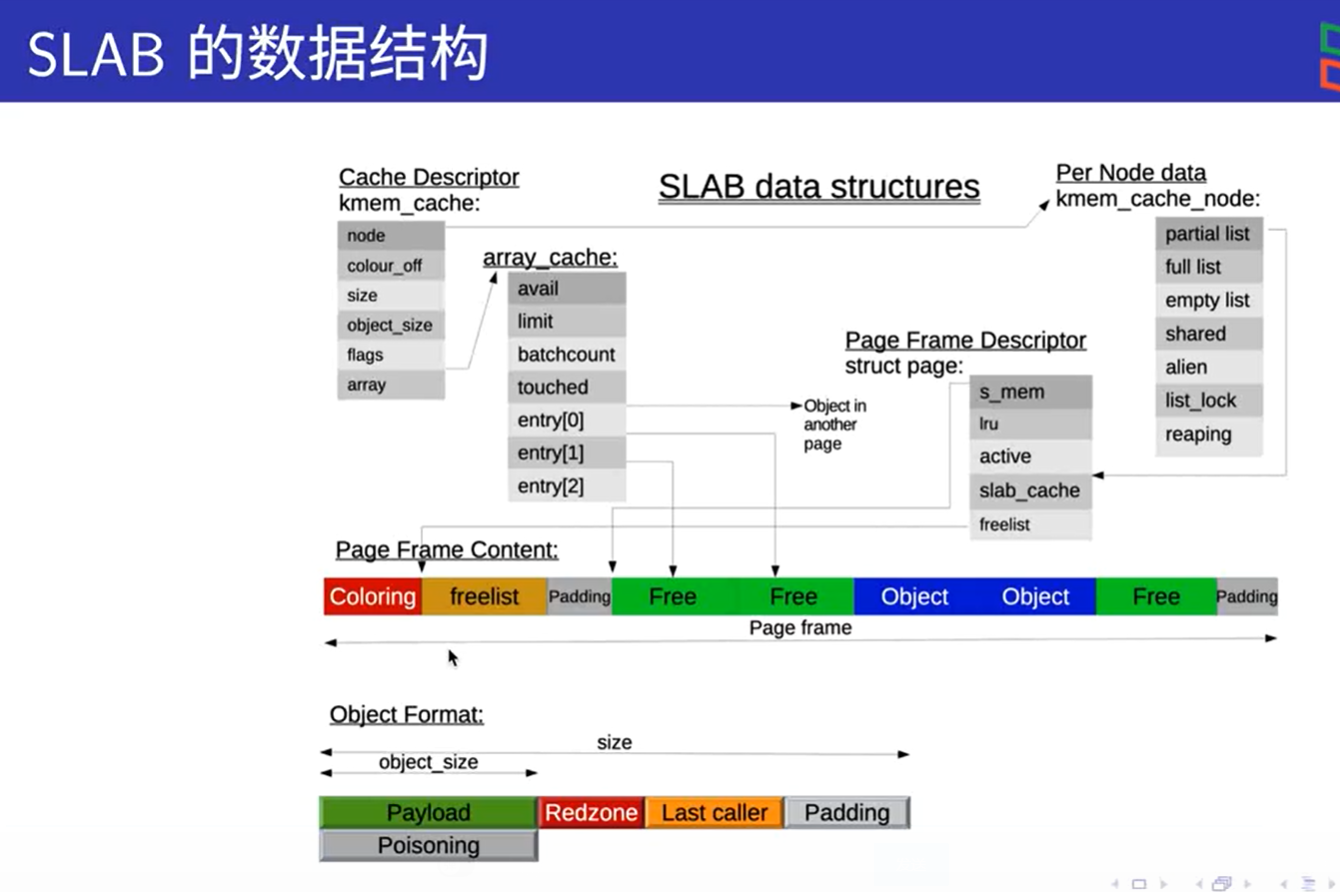 SLAB 的数据结构
SLAB data structures
Cache Descriptor
kmem_cache:
node
colour_off
size
object_size
flags
array
array_cache:
avail
limit
batchcount
touched
entry[0]
entry[1]
entry[2]
Object in
another
page
Per Node data
kmem_cache_node:
partial list
full list
empty list
shared
alien
list_lock
reaping
Page Frame Descriptor
struct page:
s_mem
lru
active
slab_cache
freelist
Page Frame Content:
Coloring freelist Padding Free Free Object Object Free Padding
Page frame
Object Format:
size
object_size
Payload Redzone Last caller Padding
Poisoning